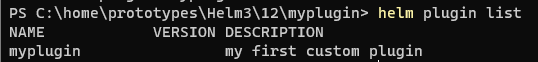 PS C:\home\prototypes\Helm3\12\myplugin> helm plugin list
NAME VERSION DESCRIPTION
myplugin my first custom plugin